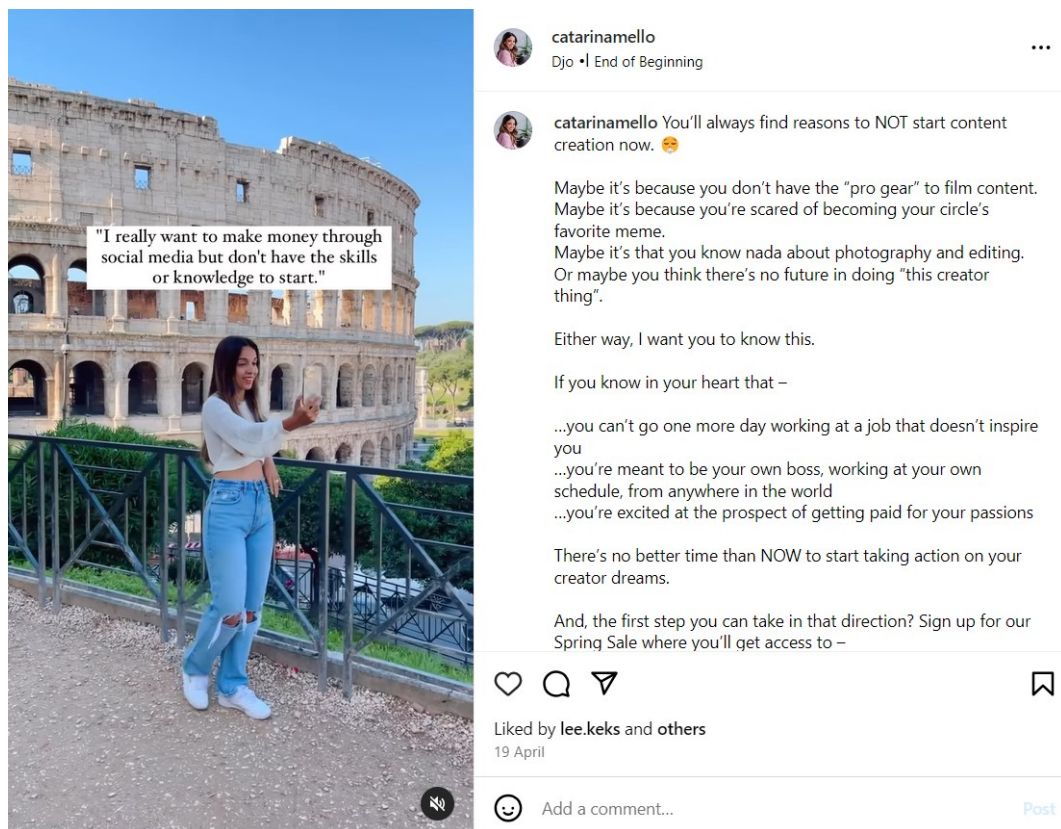 "I really want to make money through
social media but don't have the skills
or knowledge to start."
catarinamello
Djo • End of Beginning
catarinamello You'll always find reasons to NOT start content
creation now. 😮‍💨
Maybe it's because you don't have the "pro gear" to film content.
Maybe it's because you're scared of becoming your circle's
favorite meme.
Maybe it's that you know nada about photography and editing.
Or maybe you think there's no future in doing "this creator
thing".
Either way, I want you to know this.
If you know in your heart that –
...you can't go one more day working at a job that doesn't inspire
you
...you're meant to be your own boss, working at your own
schedule, from anywhere in the world
...you're excited at the prospect of getting paid for your passions
There's no better time than NOW to start taking action on your
creator dreams.
And, the first step you can take in that direction? Sign up for our
Spring Sale where you'll get access to –
Liked by lee.keks and others
19 April
Add a comment...
Post